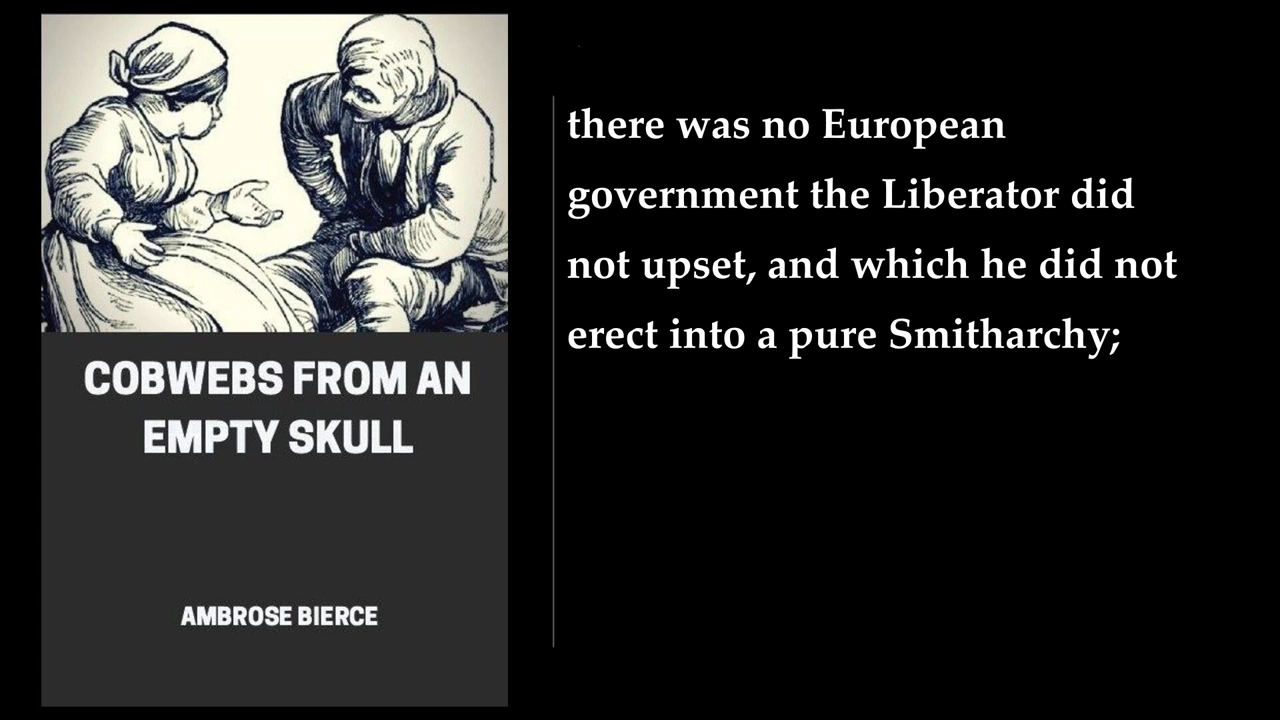 COBWEBS FROM AN
EMPTY SKULL
AMBROSE BIERCE
there was no European
government the Liberator did
not upset, and which he did not
erect into a pure Smitharchy;